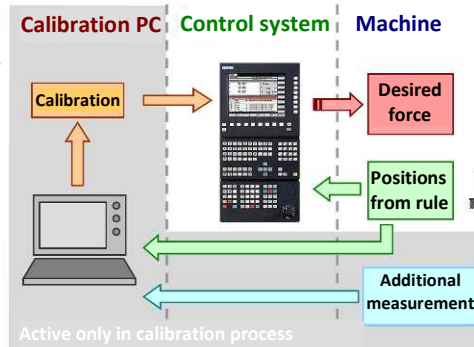 Calibration PC
Control system
Machine
Calibration
Desired
force
Positions
from rule
Additional
measurement
Active only in calibration process